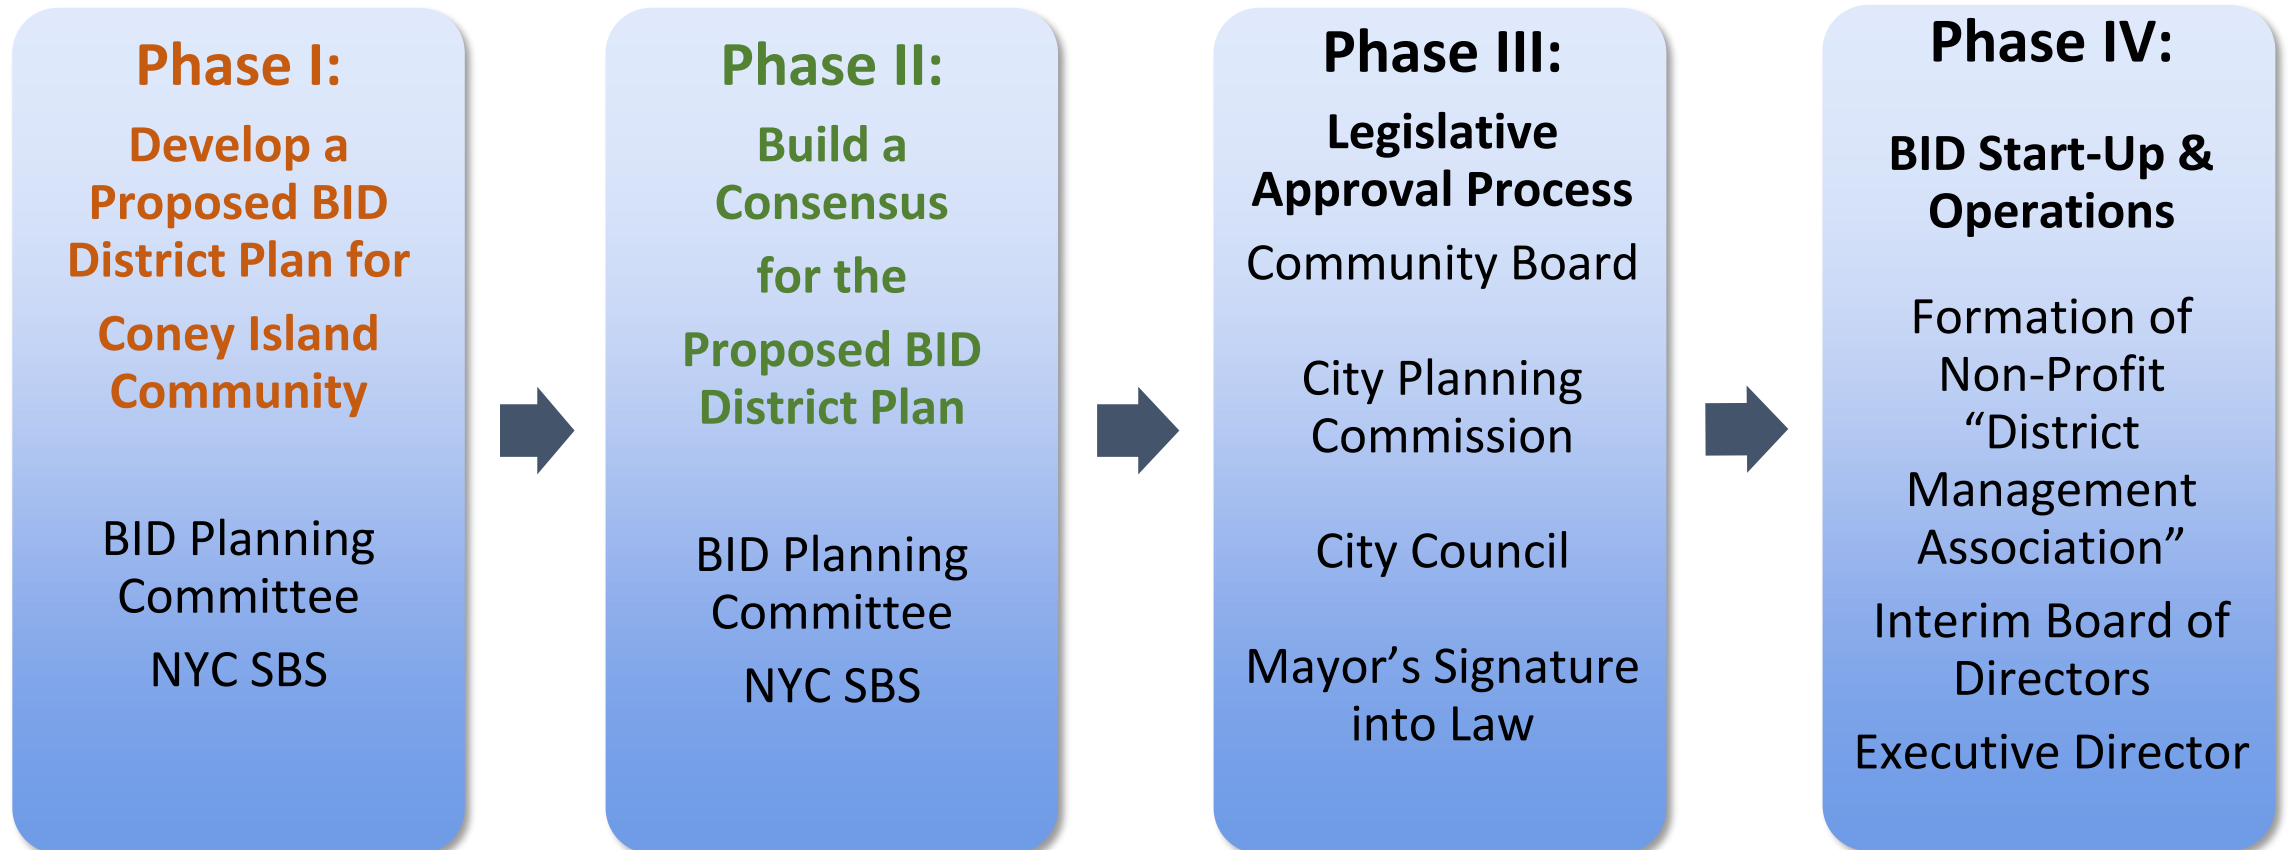 Phase I:
Develop a
Proposed BID
District Plan for
Coney Island
Community
BID Planning
Committee
NYC SBS
Phase II:
Build a
Consensus
for the
Proposed BID
District Plan
BID Planning
Committee
NYC SBS
Phase III:
Legislative
Approval Process
Community Board
City Planning
Commission
City Council
Mayor’s Signature
into Law
Phase IV:
BID Start-Up &
Operations
Formation of
Non-Profit
“District
Management
Association”
Interim Board of
Directors
Executive Director